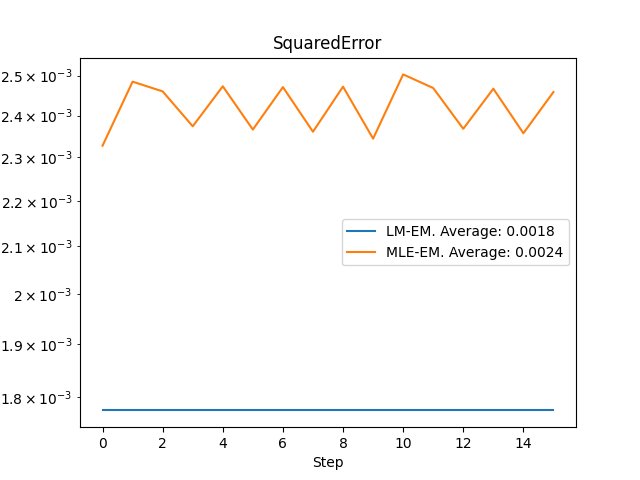 SquaredError
2.5 × 10⁻³
2.4 × 10⁻³
2.3 × 10⁻³
2.2 × 10⁻³
2.1 × 10⁻³
2 × 10⁻³
1.9 × 10⁻³
1.8 × 10⁻³
LM-EM. Average: 0.0018
MLE-EM. Average: 0.0024
0 2 4 6 8 10 12 14
Step